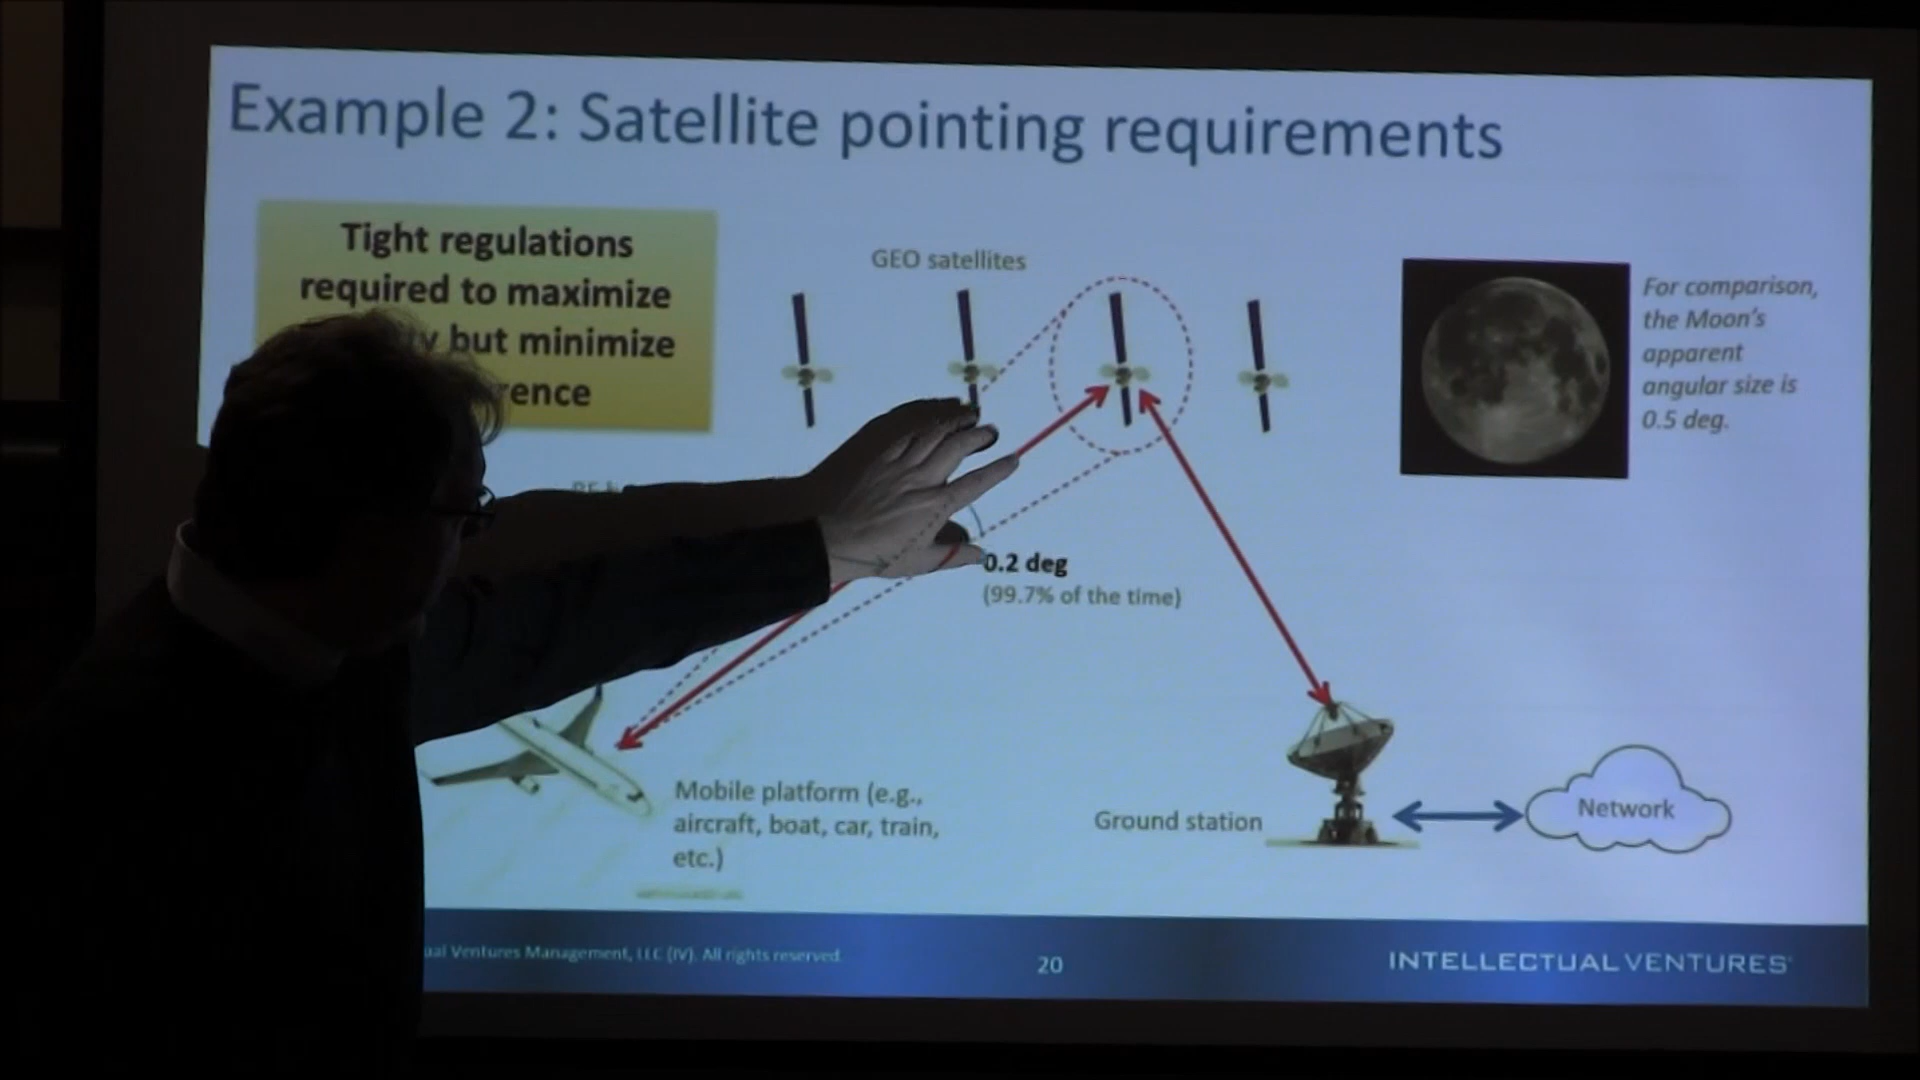 Example 2: Satellite pointing requirements
Tight regulations
required to maximize
but minimize
GEO satellites
For comparison,
the Moon's
apparent
angular size is
0.5 deg.
0.2 deg
(99.7% of the time)
Mobile platform (e.g.,
aircraft, boat, car, train,
etc.)
Ground station
Network
Ventures Management, LLC (IV). All rights reserved.
20
INTELLECTUAL VENTURES